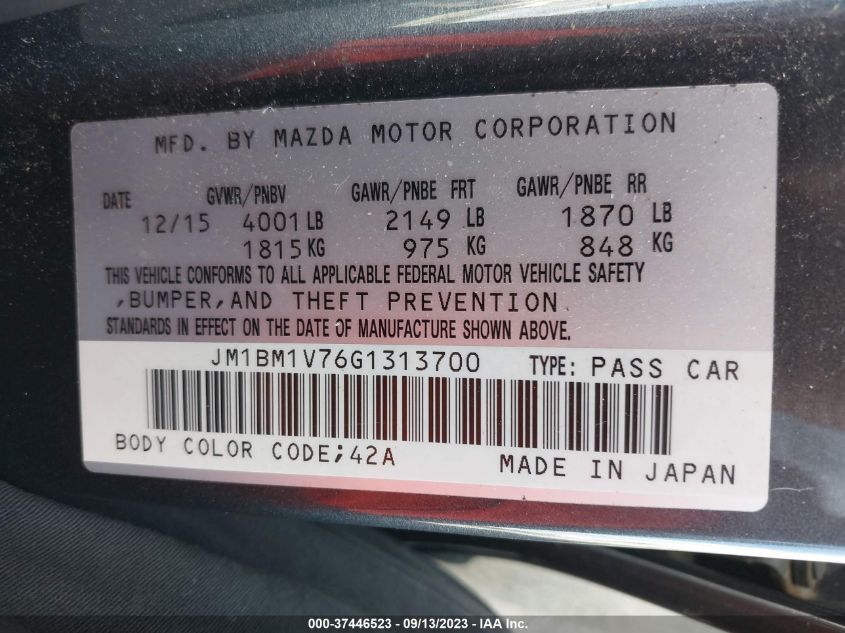 MFD. BY MAZDA MOTOR CORPORATION
DATE GVWR/PNBV GAWR/PNBE FRT GAWR/PNBE RR
12/15 4001 LB 2149 LB 1870 LB
1815 KG 975 KG 848 KG
THIS VEHICLE CONFORMS TO ALL APPLICABLE FEDERAL MOTOR VEHICLE SAFETY
,BUMPER,AND THEFT PREVENTION
STANDARDS IN EFFECT ON THE DATE OF MANUFACTURE SHOWN ABOVE.
JM1BM1V76G1313700 TYPE: PASS CAR
BODY COLOR CODE;42A MADE IN JAPAN
000-37446523 - 09/13/2023 - IAA Inc.